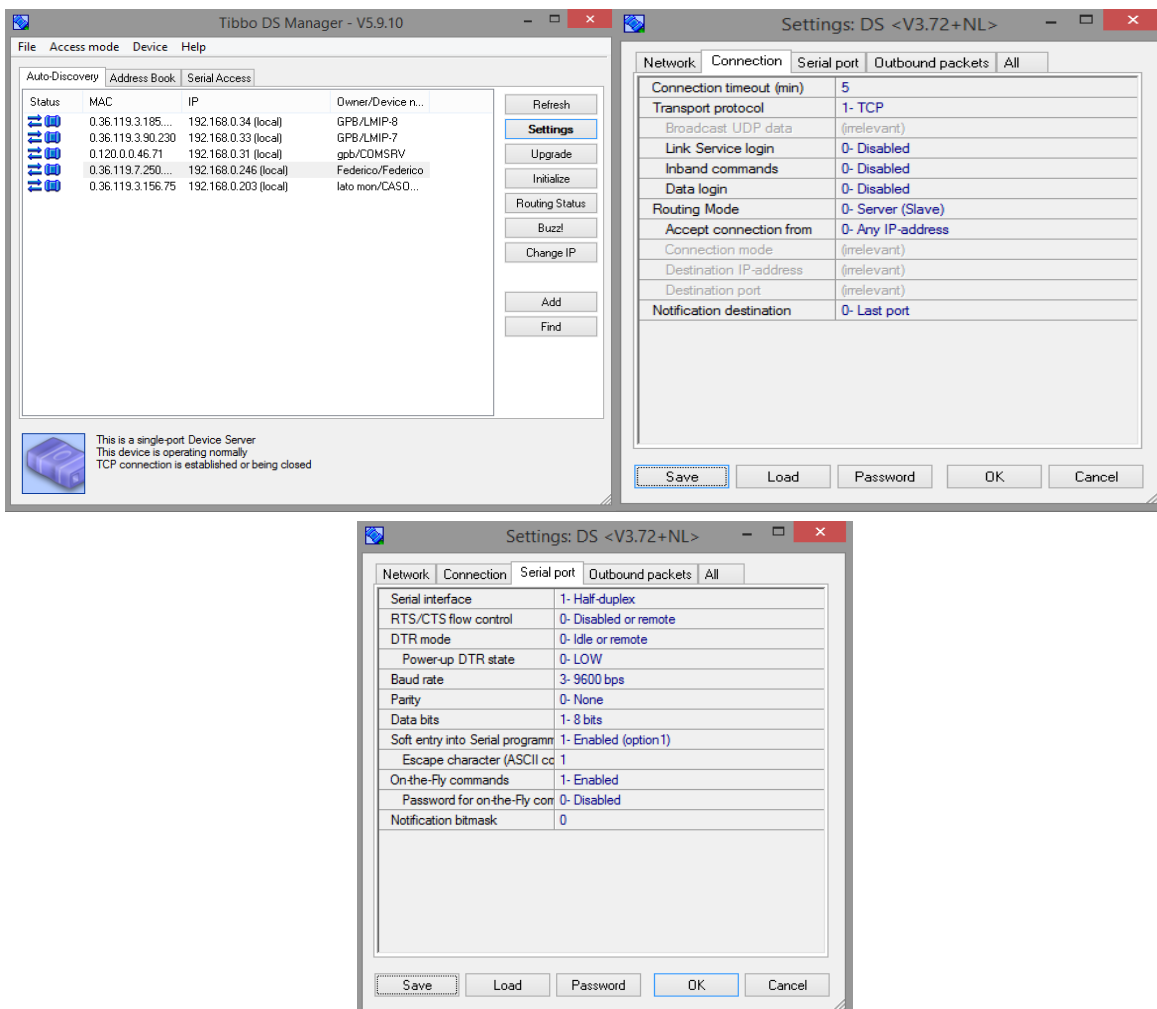 Tibbo DS Manager - V5.9.10
File Access mode Device Help
Auto-Discovery Address Book Serial Access
Status MAC IP Owner/Device n...
0.36.119.3.185.... 192.168.0.34 (local) GPB/LMIP-8
0.36.119.3.90.230 192.168.0.33 (local) GPB/LMIP-7
0.120.0.0.46.71 192.168.0.31 (local) gpb/COMSRV
0.36.119.7.250.... 192.168.0.246 (local) Federico/Federico
0.36.119.3.156.75 192.168.0.203 (local) lato mon/CASO...
Refresh
Settings
Upgrade
Initialize
Routing Status
Buzz!
Change IP
Add
Find
This is a single-port Device Server
This device is operating normally
TCP connection is established or being closed
Settings: DS <V3.72+NL>
Network Connection Serial port Outbound packets All
Connection timeout (min) 5
Transport protocol 1- TCP
Broadcast UDP data (irrelevant)
Link Service login 0- Disabled
Inband commands 0- Disabled
Data login 0- Disabled
Routing Mode 0- Server (Slave)
Accept connection from 0- Any IP-address
Connection mode (irrelevant)
Destination IP-address (irrelevant)
Destination port (irrelevant)
Notification destination 0- Last port
Save Load Password OK Cancel
Settings: DS <V3.72+NL>
Network Connection Serial port Outbound packets All
Serial interface 1- Half-duplex
RTS/CTS flow control 0- Disabled or remote
DTR mode 0- Idle or remote
Power-up DTR state 0- LOW
Baud rate 3- 9600 bps
Parity 0- None
Data bits 1- 8 bits
Soft entry into Serial programm 1- Enabled (option1)
Escape character (ASCII cc 1
On-the-Fly commands 1- Enabled
Password for on-the-Fly com 0- Disabled
Notification bitmask 0
Save Load Password OK Cancel